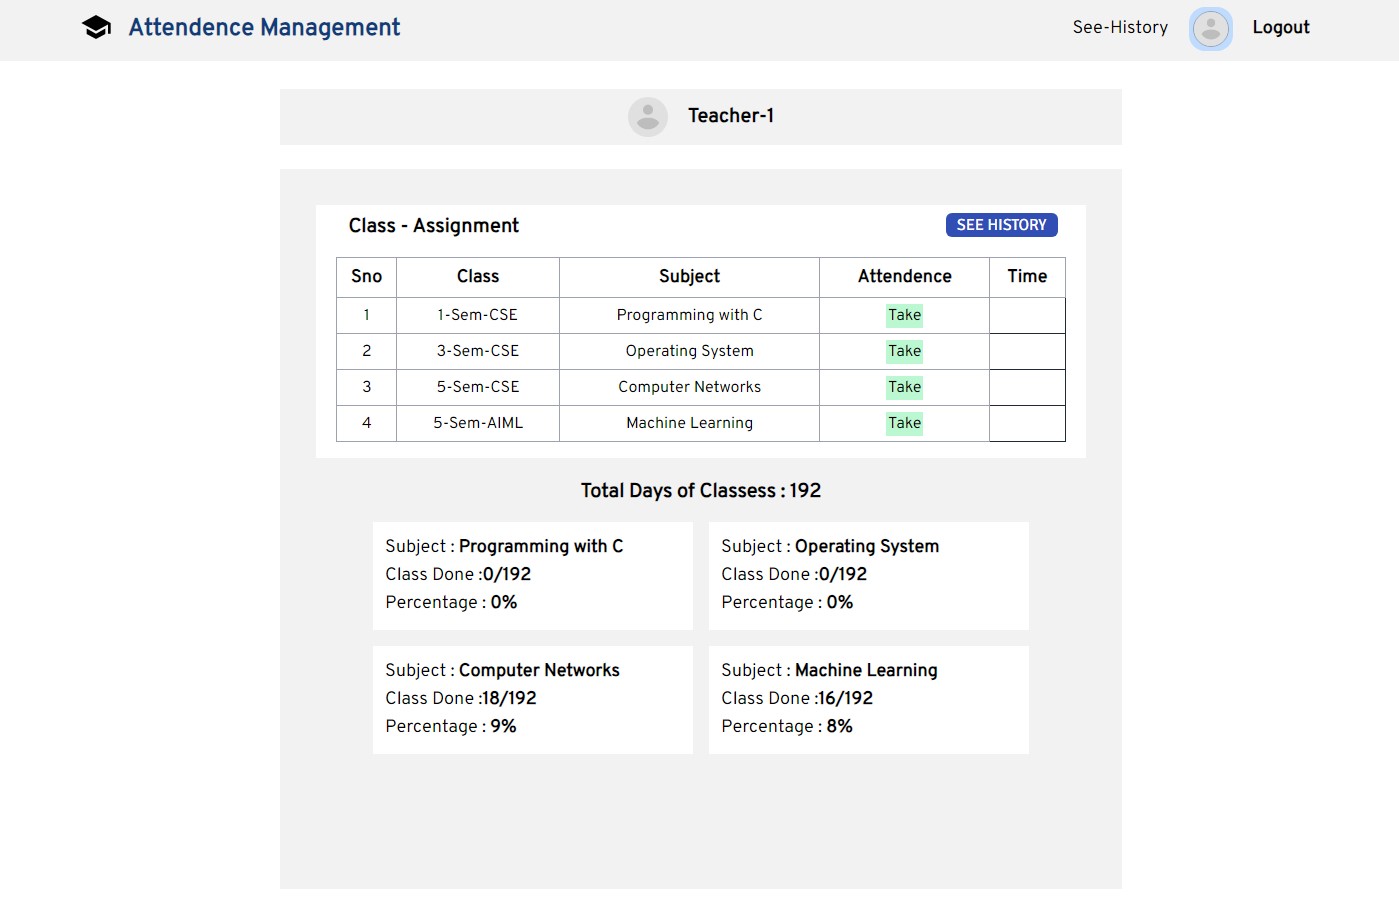 Attendence Management
See-History
Logout
Teacher-1
Class - Assignment
SEE HISTORY
Sno Class Subject Attendence Time
1 1-Sem-CSE Programming with C Take
2 3-Sem-CSE Operating System Take
3 5-Sem-CSE Computer Networks Take
4 5-Sem-AIML Machine Learning Take
Total Days of Classess : 192
Subject : Programming with C
Class Done :0/192
Percentage : 0%
Subject : Operating System
Class Done :0/192
Percentage : 0%
Subject : Computer Networks
Class Done :18/192
Percentage : 9%
Subject : Machine Learning
Class Done :16/192
Percentage : 8%